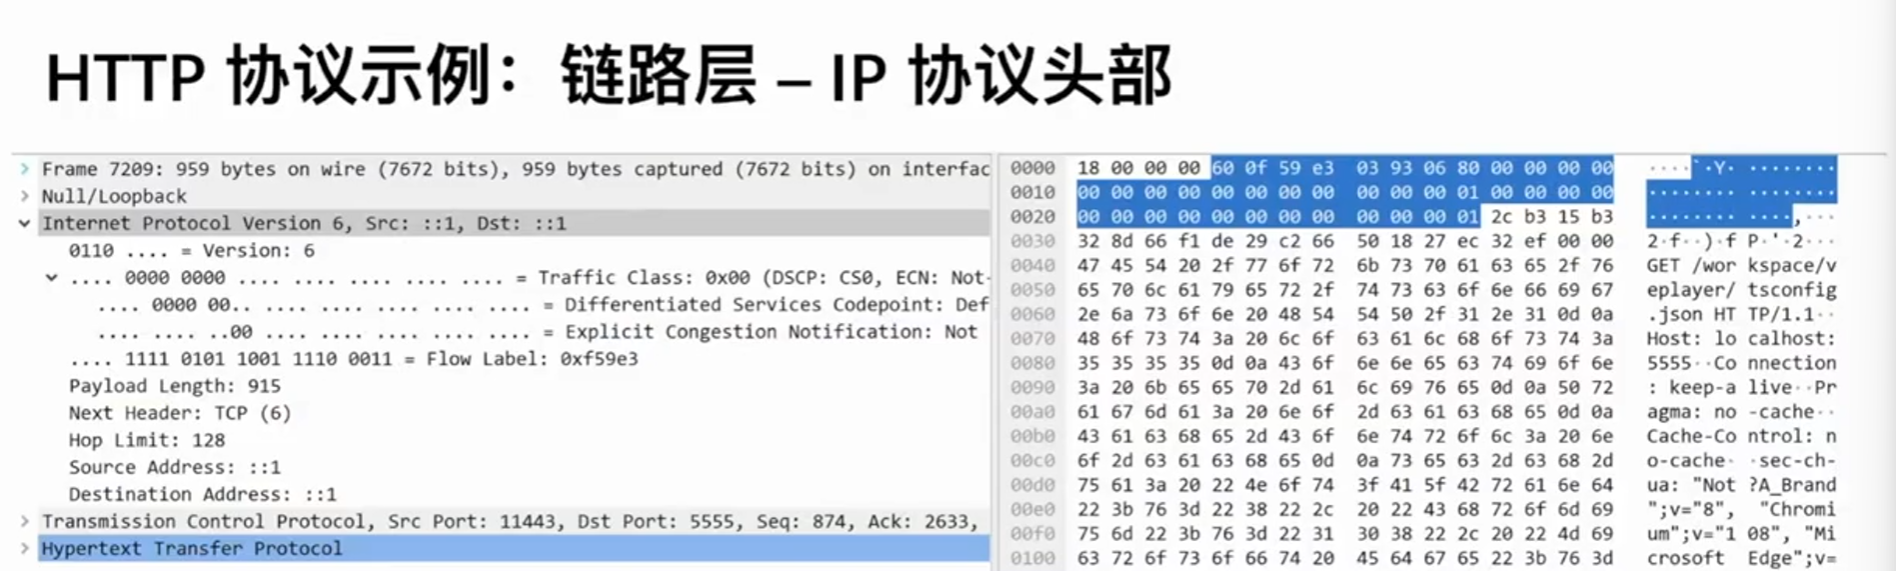 HTTP 协议示例：链路层 – IP 协议头部
Frame 7209: 959 bytes on wire (7672 bits), 959 bytes captured (7672 bits) on interfac
Null/Loopback
Internet Protocol Version 6, Src: ::1, Dst: ::1
0110 .... = Version: 6
.... 0000 0000 .... .... .... .... .... = Traffic Class: 0x00 (DSCP: CS0, ECN: Not-
.... 0000 00.. .... .... .... .... .... = Differentiated Services Codepoint: Def
.... .... ..00 .... .... .... .... .... = Explicit Congestion Notification: Not
.... 1111 0101 1001 1110 0011 = Flow Label: 0xf59e3
Payload Length: 915
Next Header: TCP (6)
Hop Limit: 128
Source Address: ::1
Destination Address: ::1
Transmission Control Protocol, Src Port: 11443, Dst Port: 5555, Seq: 874, Ack: 2633,
Hypertext Transfer Protocol
0000 18 00 00 00 60 0f 59 e3 03 93 06 80 00 00 00 00 ....`·Y· ········
0010 00 00 00 00 00 00 00 00 00 00 00 01 00 00 00 00 ········ ········
0020 00 00 00 00 00 00 00 00 00 00 00 01 2c b3 15 b3 ········ ····,···
0030 32 8d 66 f1 de 29 c2 66 50 18 27 ec 32 ef 00 00 2·f··)·f P·'·2···
0040 47 45 54 20 2f 77 6f 72 6b 73 70 61 63 65 2f 76 GET /wor kspace/v
0050 65 70 6c 61 79 65 72 2f 74 73 63 6f 6e 66 69 67 eplayer/ tsconfig
0060 2e 6a 73 6f 6e 20 48 54 54 50 2f 31 2e 31 0d 0a .json HT TP/1.1··
0070 48 6f 73 74 3a 20 6c 6f 63 61 6c 68 6f 73 74 3a Host: lo calhost:
0080 35 35 35 35 0d 0a 43 6f 6e 6e 65 63 74 69 6f 6e 5555··Co nnection
0090 3a 20 6b 65 65 70 2d 61 6c 69 76 65 0d 0a 50 72 : keep-a live··Pr
00a0 61 67 6d 61 3a 20 6e 6f 2d 63 61 63 68 65 0d 0a agma: no -cache··
00b0 43 61 63 68 65 2d 43 6f 6e 74 72 6f 6c 3a 20 6e Cache-Co ntrol: n
00c0 6f 2d 63 61 63 68 65 0d 0a 73 65 63 2d 63 68 2d o-cache· ·sec-ch-
00d0 75 61 3a 20 22 4e 6f 74 3f 41 5f 42 72 61 6e 64 ua: "Not ?A_Brand
00e0 22 3b 76 3d 22 38 22 2c 20 22 43 68 72 6f 6d 69 ";v="8", "Chromi
00f0 75 6d 22 3b 76 3d 22 31 30 38 22 2c 20 22 4d 69 um";v="1 08", "Mi
0100 63 72 6f 73 6f 66 74 20 45 64 67 65 22 3b 76 3d crosoft Edge";v=